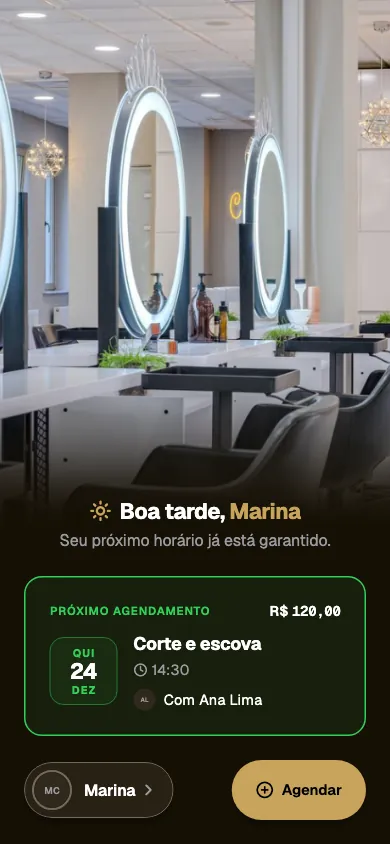 Boa tarde, Marina
Seu próximo horário já está garantido.
PRÓXIMO AGENDAMENTO
R$ 120,00
QUI
24
DEZ
Corte e escova
14:30
AL
Com Ana Lima
MC
Marina
Agendar